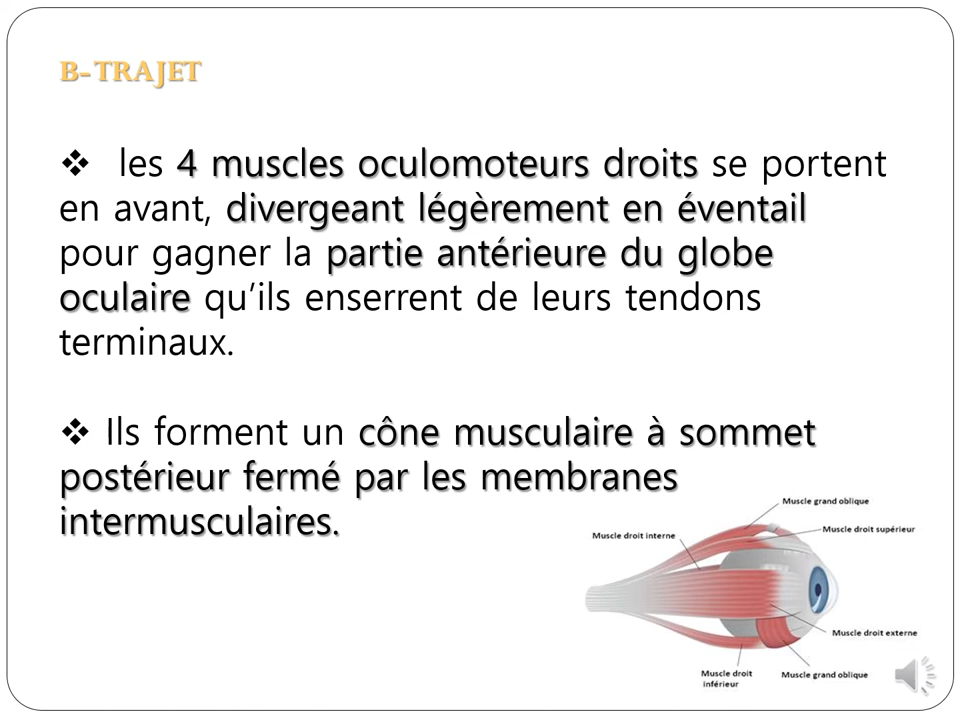 B- TRAJET
❖ les 4 muscles oculomoteurs droits se portent
en avant, divergeant légèrement en éventail
pour gagner la partie antérieure du globe
oculaire qu’ils enserrent de leurs tendons
terminaux.
❖ Ils forment un cône musculaire à sommet
postérieur fermé par les membranes
intermusculaires.
Muscle grand oblique
Muscle droit supérieur
Muscle droit interne
Muscle droit externe
Muscle droit
inférieur
Muscle grand oblique